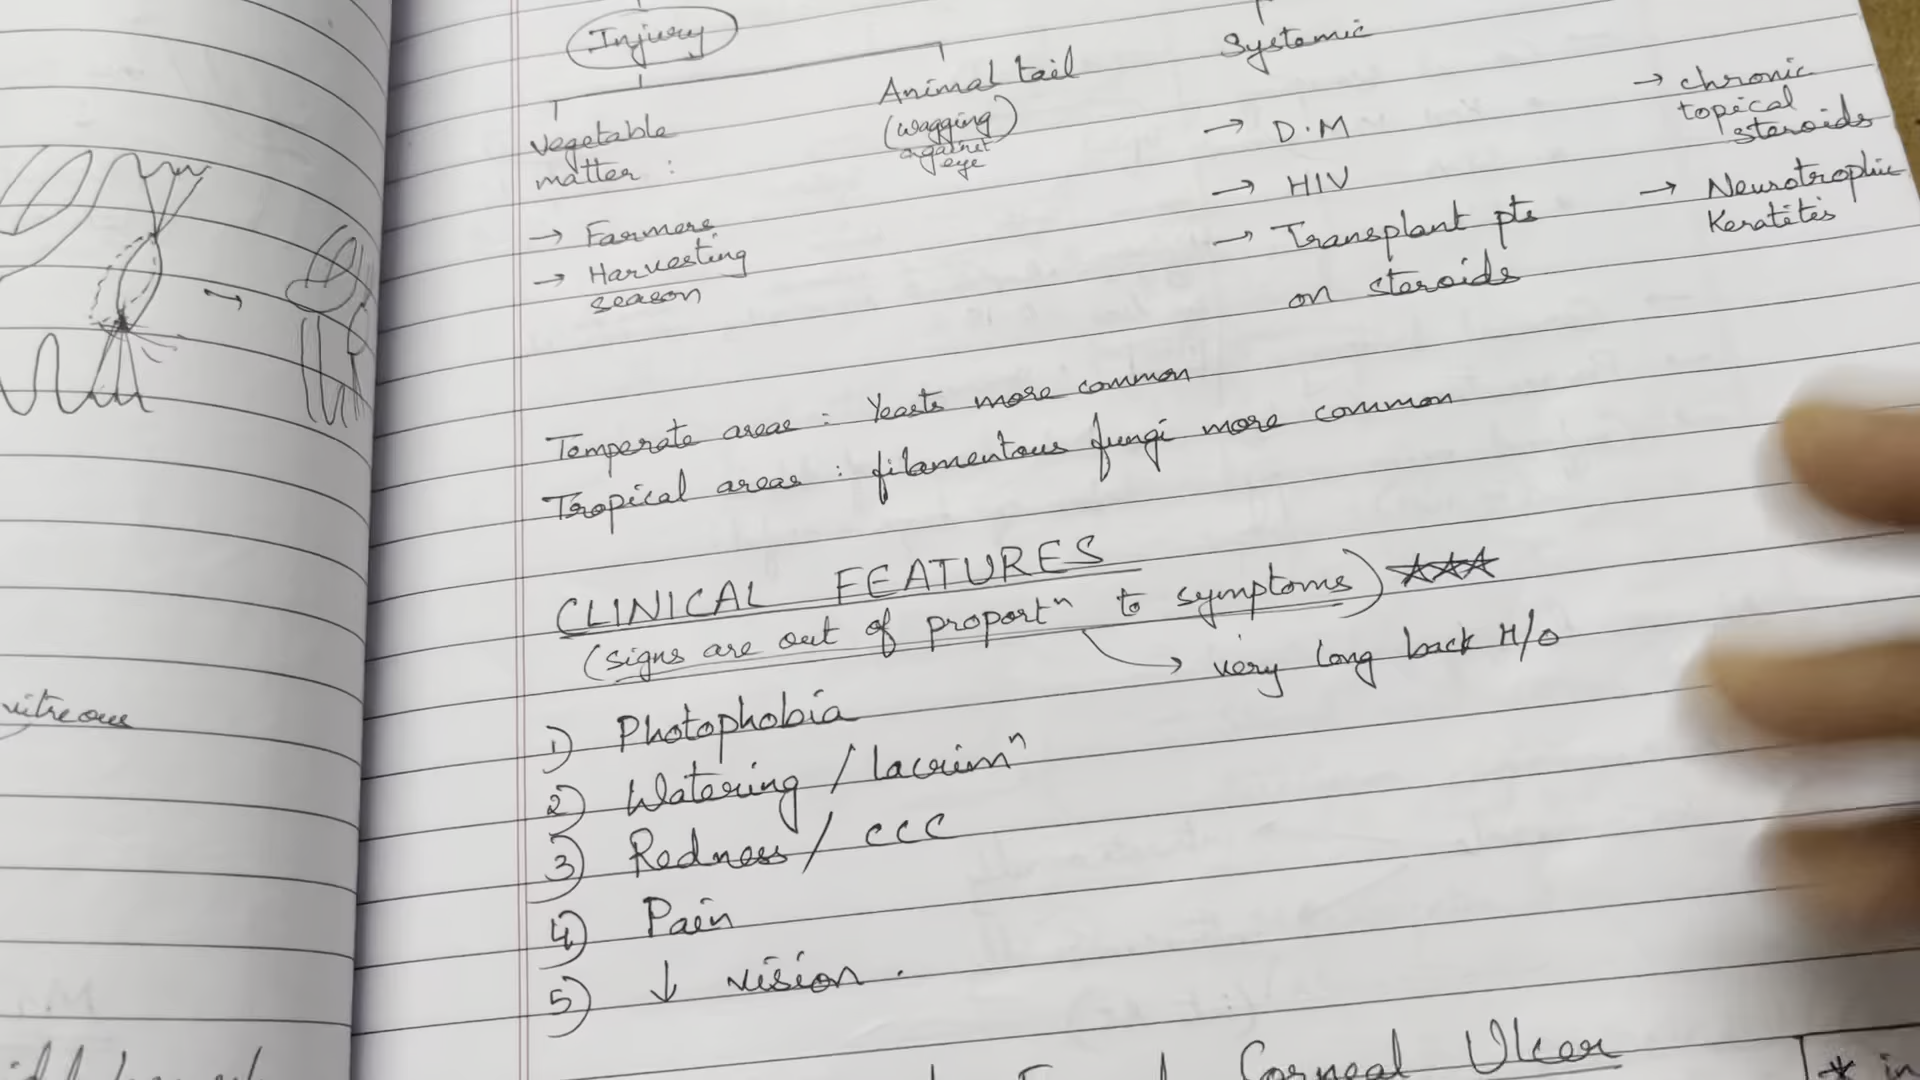 Injury
Vegetable
matter :
→ Farmers
→ Harvesting
season
Animal tail
(wagging
against
eye
Systemic
→ D.M
→ HIV
→ Transplant pts
on steroids
→ chronic
topical
steroids
→ Neurotrophic
Keratitis
Temperate areas : Yeasts more common
Tropical areas : filamentous fungi more common
CLINICAL FEATURES
(signs are out of proportⁿ to symptoms) ☆☆☆
→ very long back H/O
1) Photophobia
2) Watering / lacrimⁿ
3) Redness / CCC
4) Pain
5) ↓ vision .
Corneal Ulcer
* in
vitreous